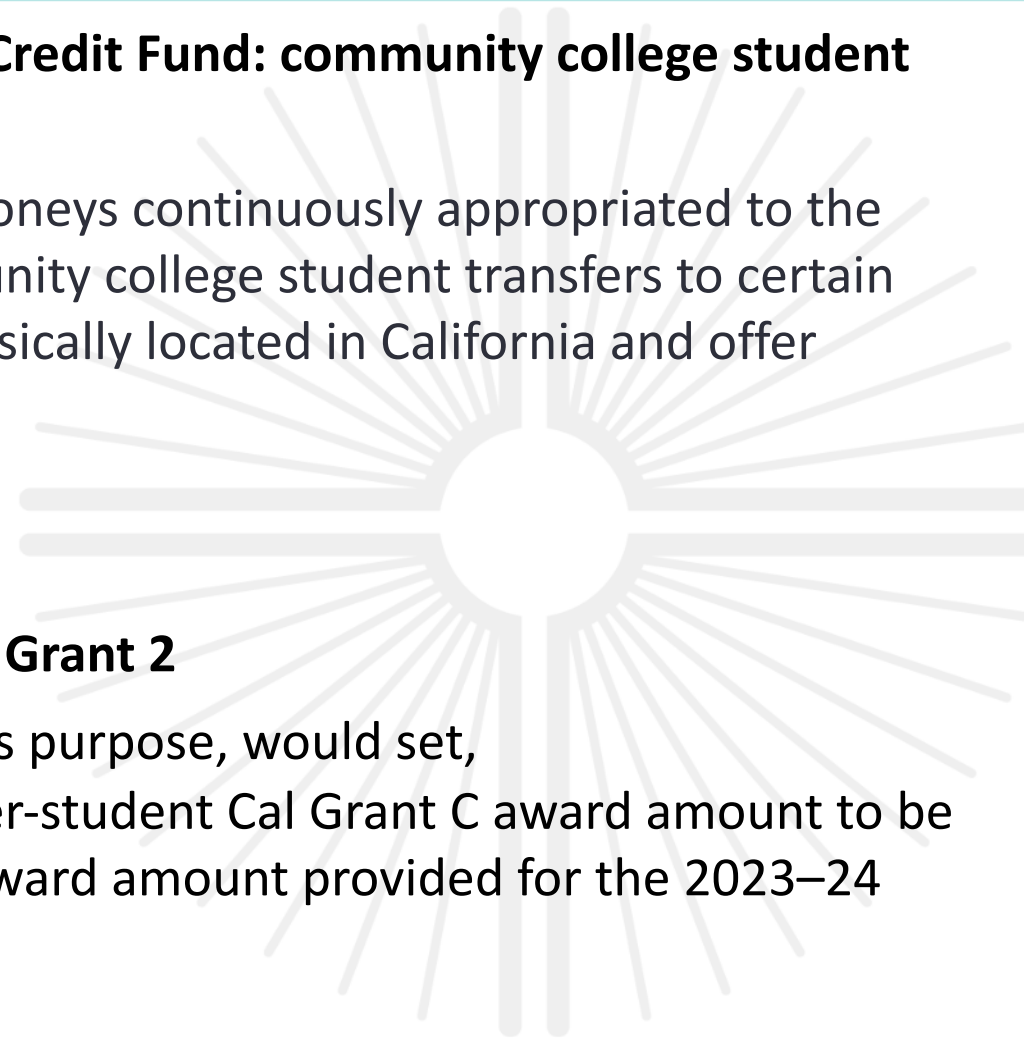 Credit Fund: community college student
oneys continuously appropriated to the
unity college student transfers to certain
sically located in California and offer
Grant 2
s purpose, would set,
er-student Cal Grant C award amount to be
ward amount provided for the 2023–24